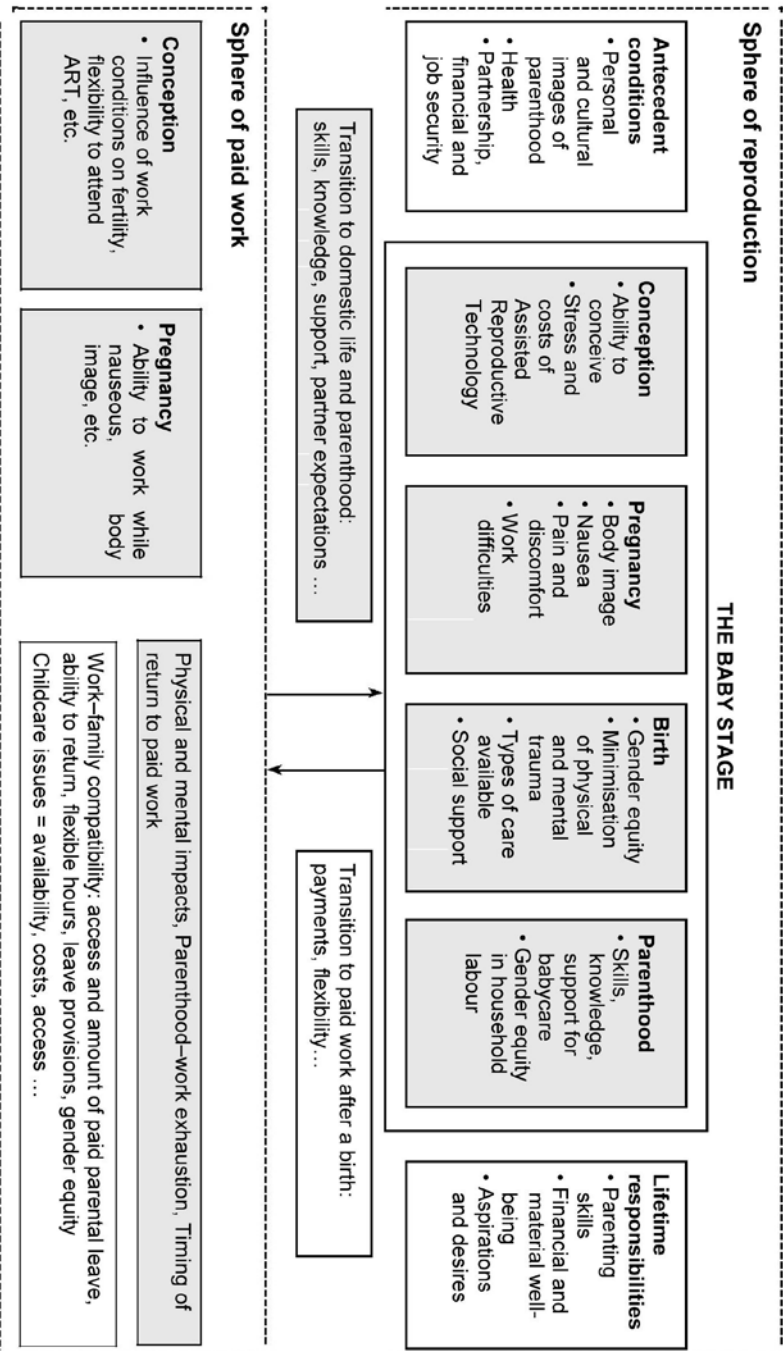 Sphere of reproduction
THE BABY STAGE
Antecedent
conditions
• Personal
and cultural
images of
parenthood
• Health
• Partnership,
financial and
job security
Conception
• Ability to
conceive
• Stress and
costs of
Assisted
Reproductive
Technology
Pregnancy
• Body image
• Nausea
• Pain and
discomfort
• Work
difficulties
Birth
• Gender equity
• Minimisation
of physical
and mental
trauma
• Types of care
available
• Social support
Parenthood
• Skills,
knowledge,
support for
babycare
• Gender equity
in household
labour
Lifetime
responsibilities
• Parenting
skills
• Financial and
material well-
being
• Aspirations
and desires
Transition to domestic life and parenthood:
skills, knowledge, support, partner expectations …
Transition to paid work after a birth:
payments, flexibility…
Sphere of paid work
Conception
• Influence of work
conditions on fertility,
flexibility to attend
ART, etc.
Pregnancy
• Ability to work while
nauseous, body
image, etc.
Physical and mental impacts, Parenthood–work exhaustion, Timing of
return to paid work
Work–family compatibility: access and amount of paid parental leave,
ability to return, flexible hours, leave provisions, gender equity
Childcare issues = availability, costs, access …